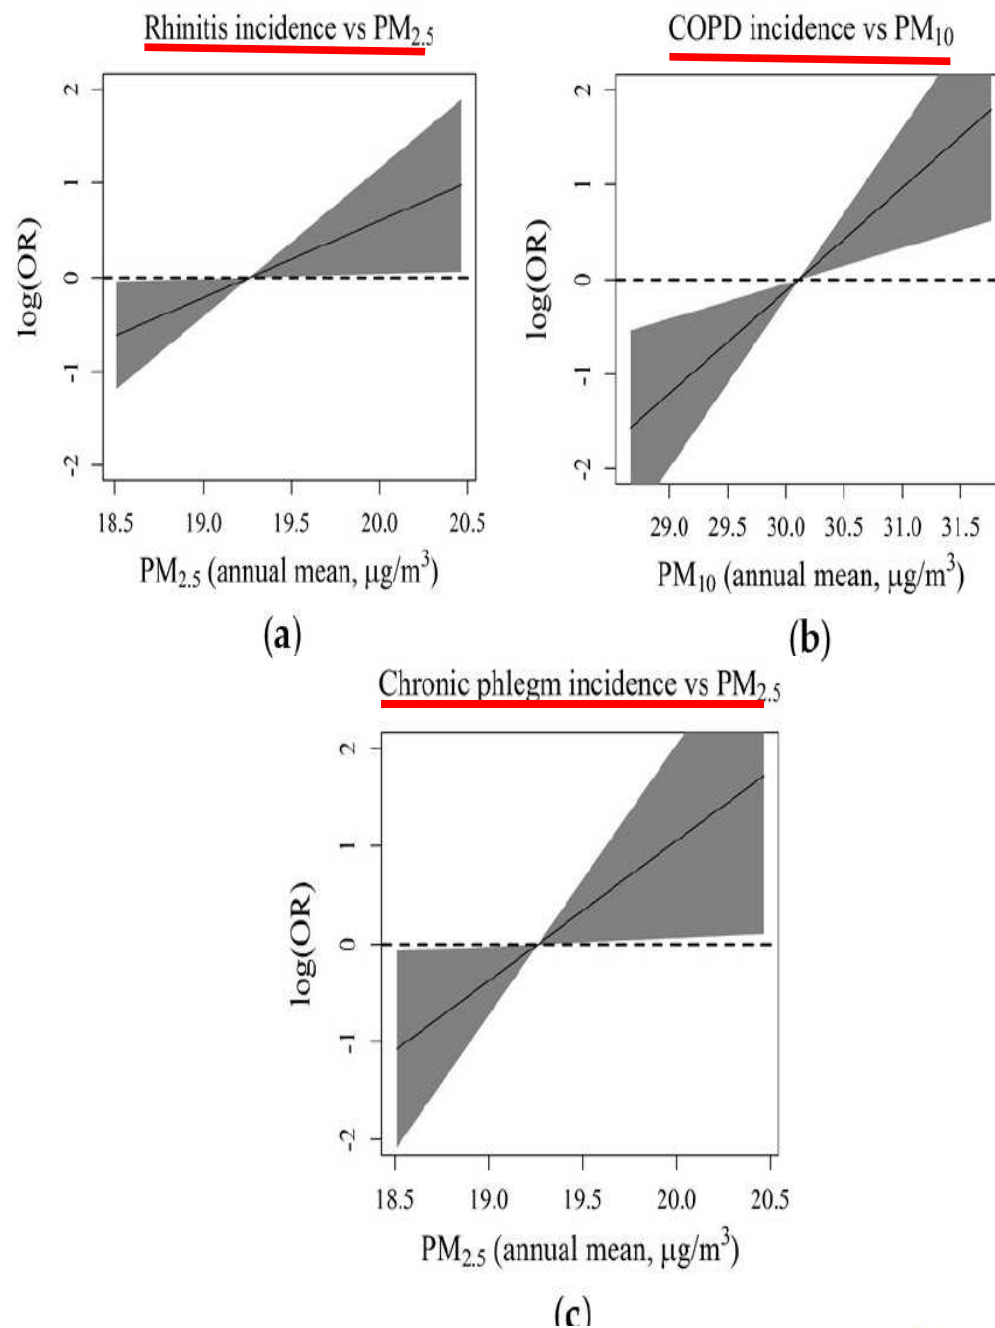 Rhinitis incidence vs PM2.5
2
1
0
-1
-2
log(OR)
18.5 19.0 19.5 20.0 20.5
PM2.5 (annual mean, μg/m3)
(a)
COPD incidence vs PM10
2
1
0
-1
-2
log(OR)
29.0 29.5 30.0 30.5 31.0 31.5
PM10 (annual mean, μg/m3)
(b)
Chronic phlegm incidence vs PM2.5
2
1
0
-1
-2
log(OR)
18.5 19.0 19.5 20.0 20.5
PM2.5 (annual mean, μg/m3)
(c)